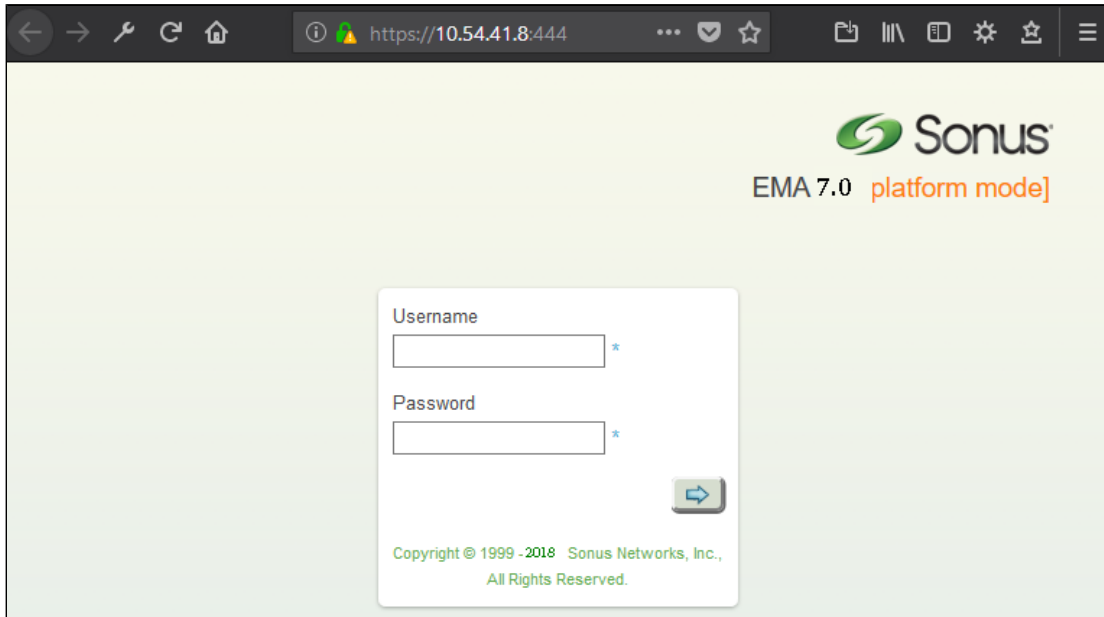 https://10.54.41.8:444
Sonus
EMA 7.0 platform mode]
Username
*
Password
*
Copyright © 1999 - 2018 Sonus Networks, Inc.,
All Rights Reserved.